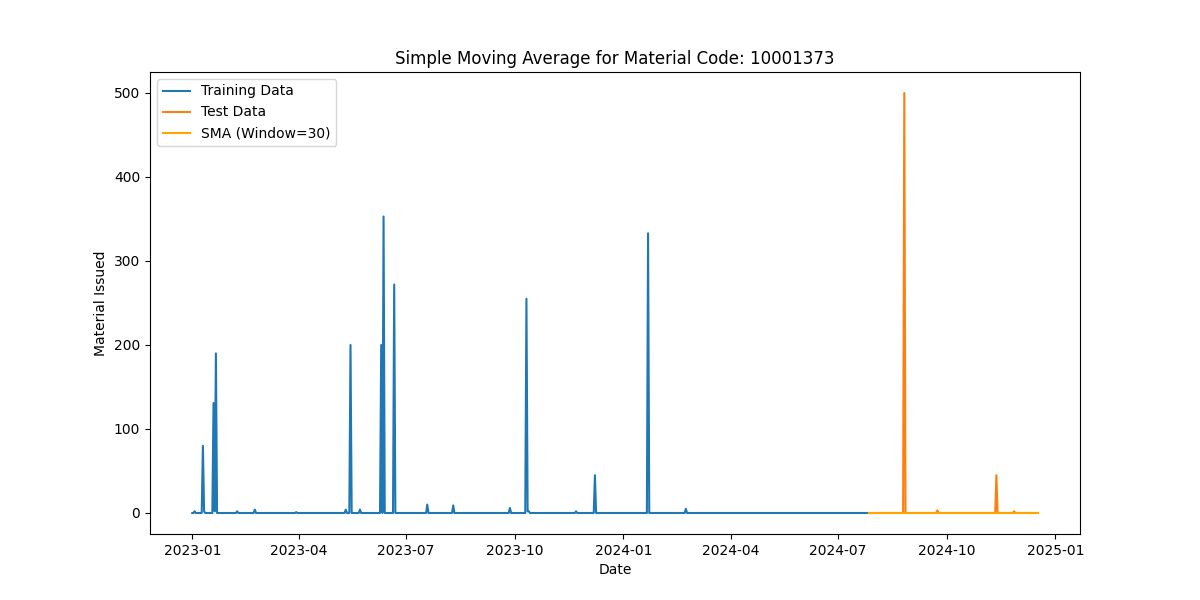 Simple Moving Average for Material Code: 10001373
Training Data
Test Data
SMA (Window=30)
Material Issued
500
400
300
200
100
0
2023-01 2023-04 2023-07 2023-10 2024-01 2024-04 2024-07 2024-10 2025-01
Date